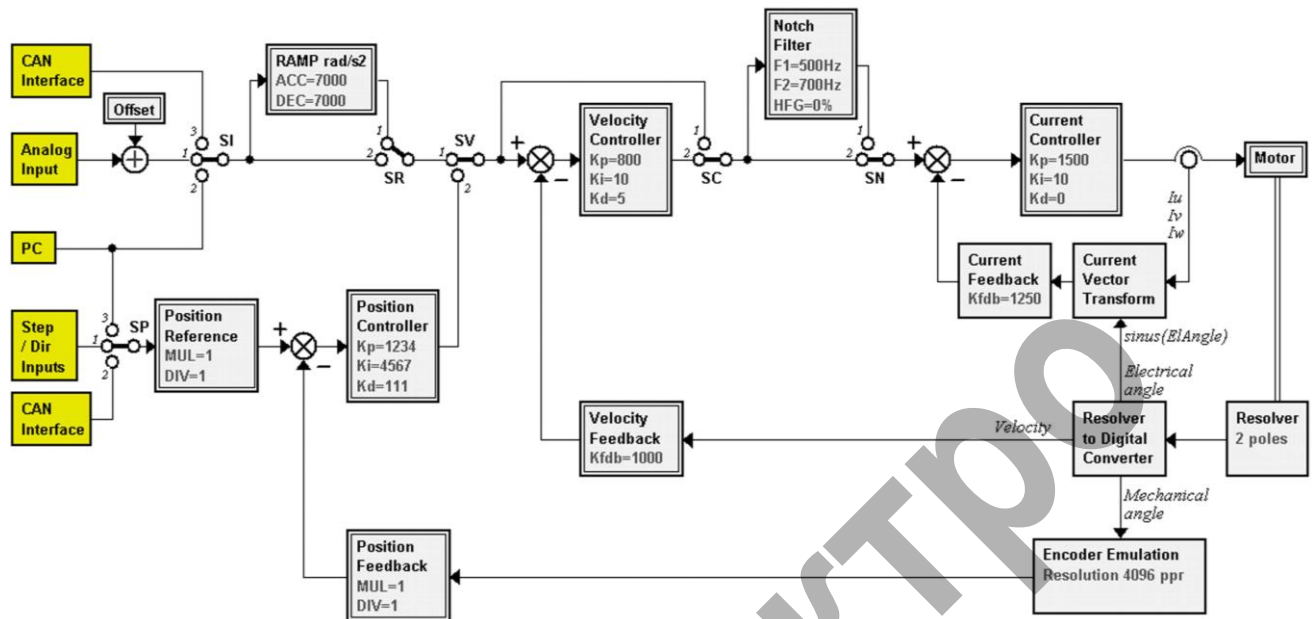 CAN
Interface
Offset
Analog
Input
PC
Step
/ Dir
Inputs
CAN
Interface
3
1
2
SI
RAMP rad/s2
ACC=7000
DEC=7000
1
2
SR
SV
1
2
3
1
2
SP
Position
Reference
MUL=1
DIV=1
+
−
Position
Controller
Kp=1234
Ki=4567
Kd=111
+
−
Velocity
Controller
Kp=800
Ki=10
Kd=5
1
2
SC
Notch
Filter
F1=500Hz
F2=700Hz
HFG=0%
1
2
SN
+
−
Current
Controller
Kp=1500
Ki=10
Kd=0
Motor
Iu
Iv
Iw
Current
Feedback
Kfdb=1250
Current
Vector
Transform
sinus(ElAngle)
Electrical
angle
Velocity
Feedback
Kfdb=1000
Velocity
Resolver
to Digital
Converter
Resolver
2 poles
Mechanical
angle
Position
Feedback
MUL=1
DIV=1
Encoder Emulation
Resolution 4096 ppr
ктро